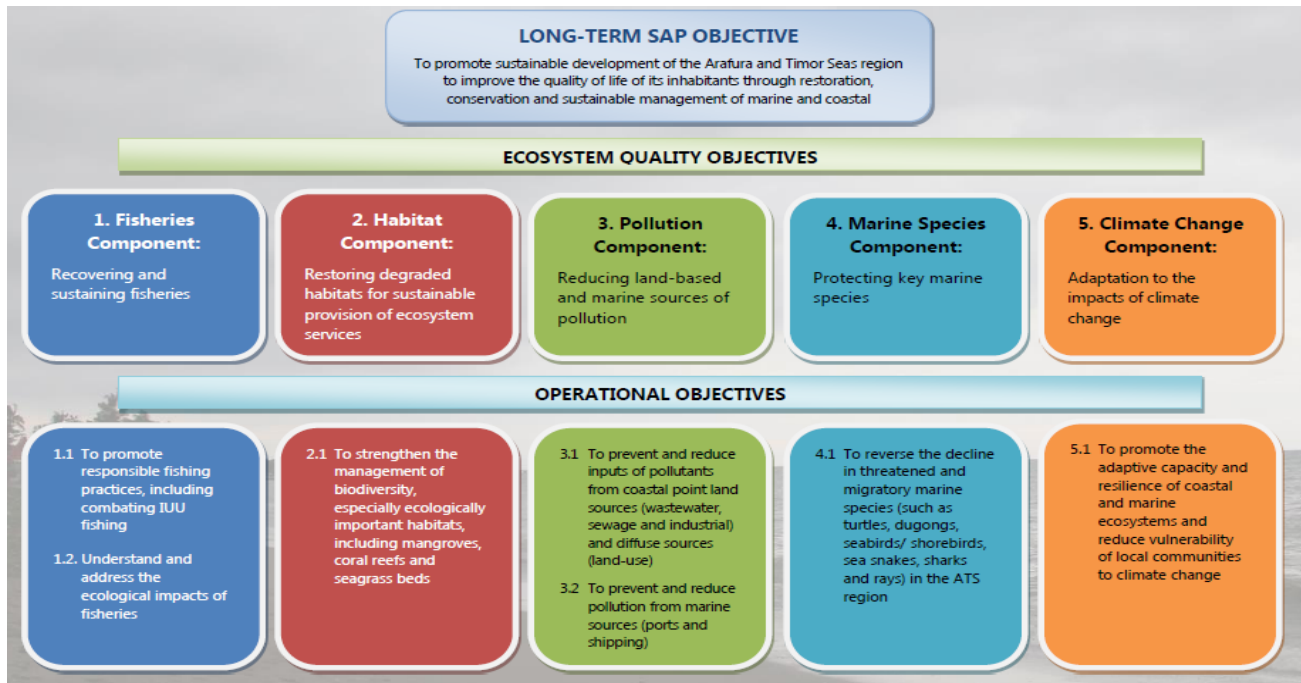 LONG-TERM SAP OBJECTIVE
To promote sustainable development of the Arafura and Timor Seas region
to improve the quality of life of its inhabitants through restoration,
conservation and sustainable management of marine and coastal
ECOSYSTEM QUALITY OBJECTIVES
1. Fisheries
Component:
Recovering and
sustaining fisheries
2. Habitat
Component:
Restoring degraded
habitats for sustainable
provision of ecosystem
services
3. Pollution
Component:
Reducing land-based
and marine sources of
pollution
4. Marine Species
Component:
Protecting key marine
species
5. Climate Change
Component:
Adaptation to the
impacts of climate
change
OPERATIONAL OBJECTIVES
1.1 To promote
responsible fishing
practices, including
combating IUU
fishing
1.2. Understand and
address the
ecological impacts of
fisheries
2.1 To strengthen the
management of
biodiversity,
especially ecologically
important habitats,
including mangroves,
coral reefs and
seagrass beds
3.1 To prevent and reduce
inputs of pollutants
from coastal point land
sources (wastewater,
sewage and industrial)
and diffuse sources
(land-use)
3.2 To prevent and reduce
pollution from marine
sources (ports and
shipping)
4.1 To reverse the decline
in threatened and
migratory marine
species (such as
turtles, dugongs,
seabirds/ shorebirds,
sea snakes, sharks
and rays) in the ATS
region
5.1 To promote the
adaptive capacity and
resilience of coastal
and marine
ecosystems and
reduce vulnerability
of local communities
to climate change